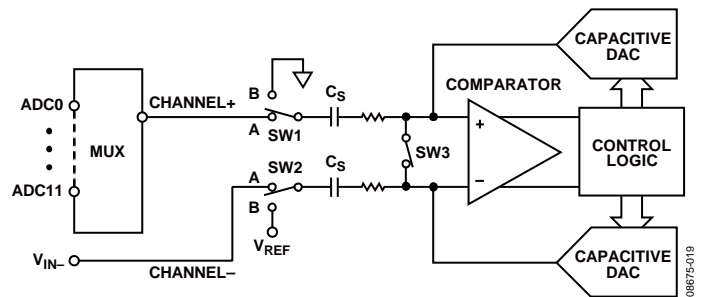 CAPACITIVE
DAC
COMPARATOR
B
ADC0
CHANNEL+
CS
A
SW1
+
MUX
SW3
CONTROL
LOGIC
SW2
CS
ADC11
A
–
B
VREF
VIN–
CHANNEL–
CAPACITIVE
DAC
08675-019